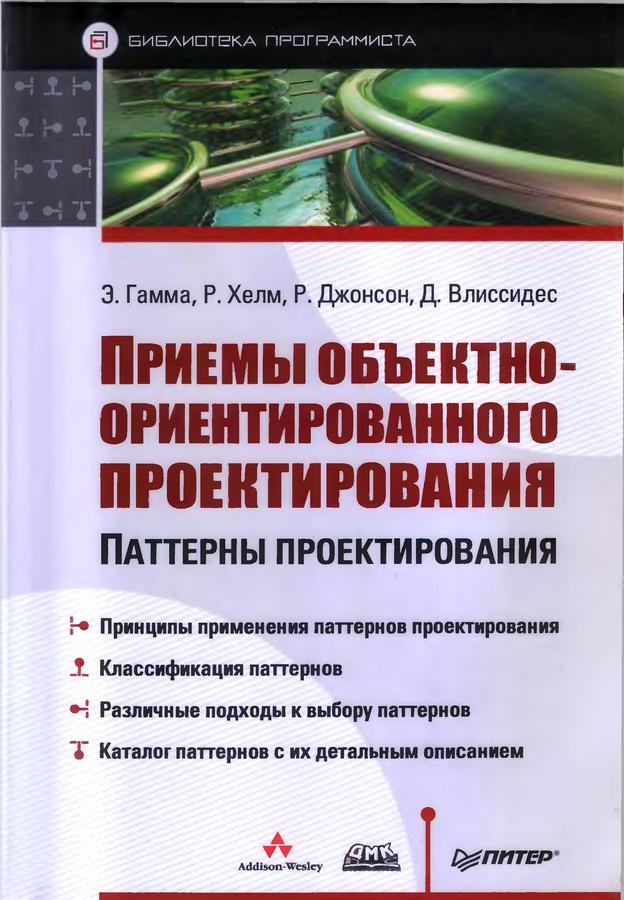 БИБЛИОТЕКА ПРОГРАММИСТА
Э. Гамма, Р. Хелм, Р. Джонсон, Д. Влиссидес
ПРИЕМЫ ОБЪЕКТНО-
ОРИЕНТИРОВАННОГО
ПРОЕКТИРОВАНИЯ
ПАТТЕРНЫ ПРОЕКТИРОВАНИЯ
Принципы применения паттернов проектирования
Классификация паттернов
Различные подходы к выбору паттернов
Каталог паттернов с их детальным описанием
Addison-Wesley
ДМК
ПИТЕР®